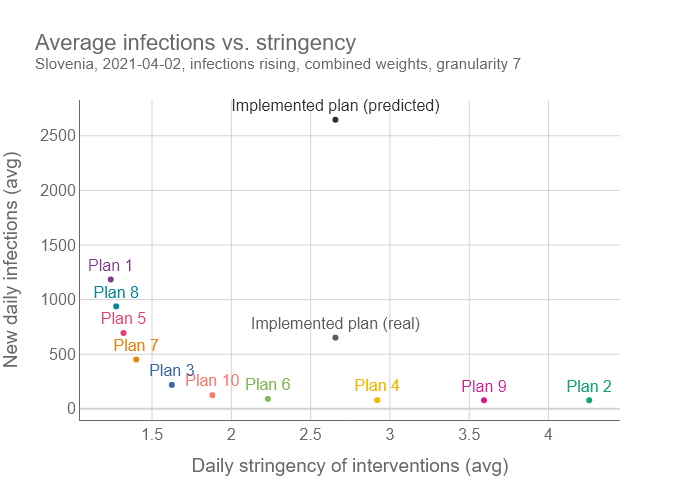 Average infections vs. stringency
Slovenia, 2021-04-02, infections rising, combined weights, granularity 7
New daily infections (avg)
2500
2000
1500
1000
500
0
Implemented plan (predicted)
Plan 1
Plan 8
Plan 5
Implemented plan (real)
Plan 7
Plan 3
Plan 10
Plan 6
Plan 4
Plan 9
Plan 2
1.5 2 2.5 3 3.5 4
Daily stringency of interventions (avg)